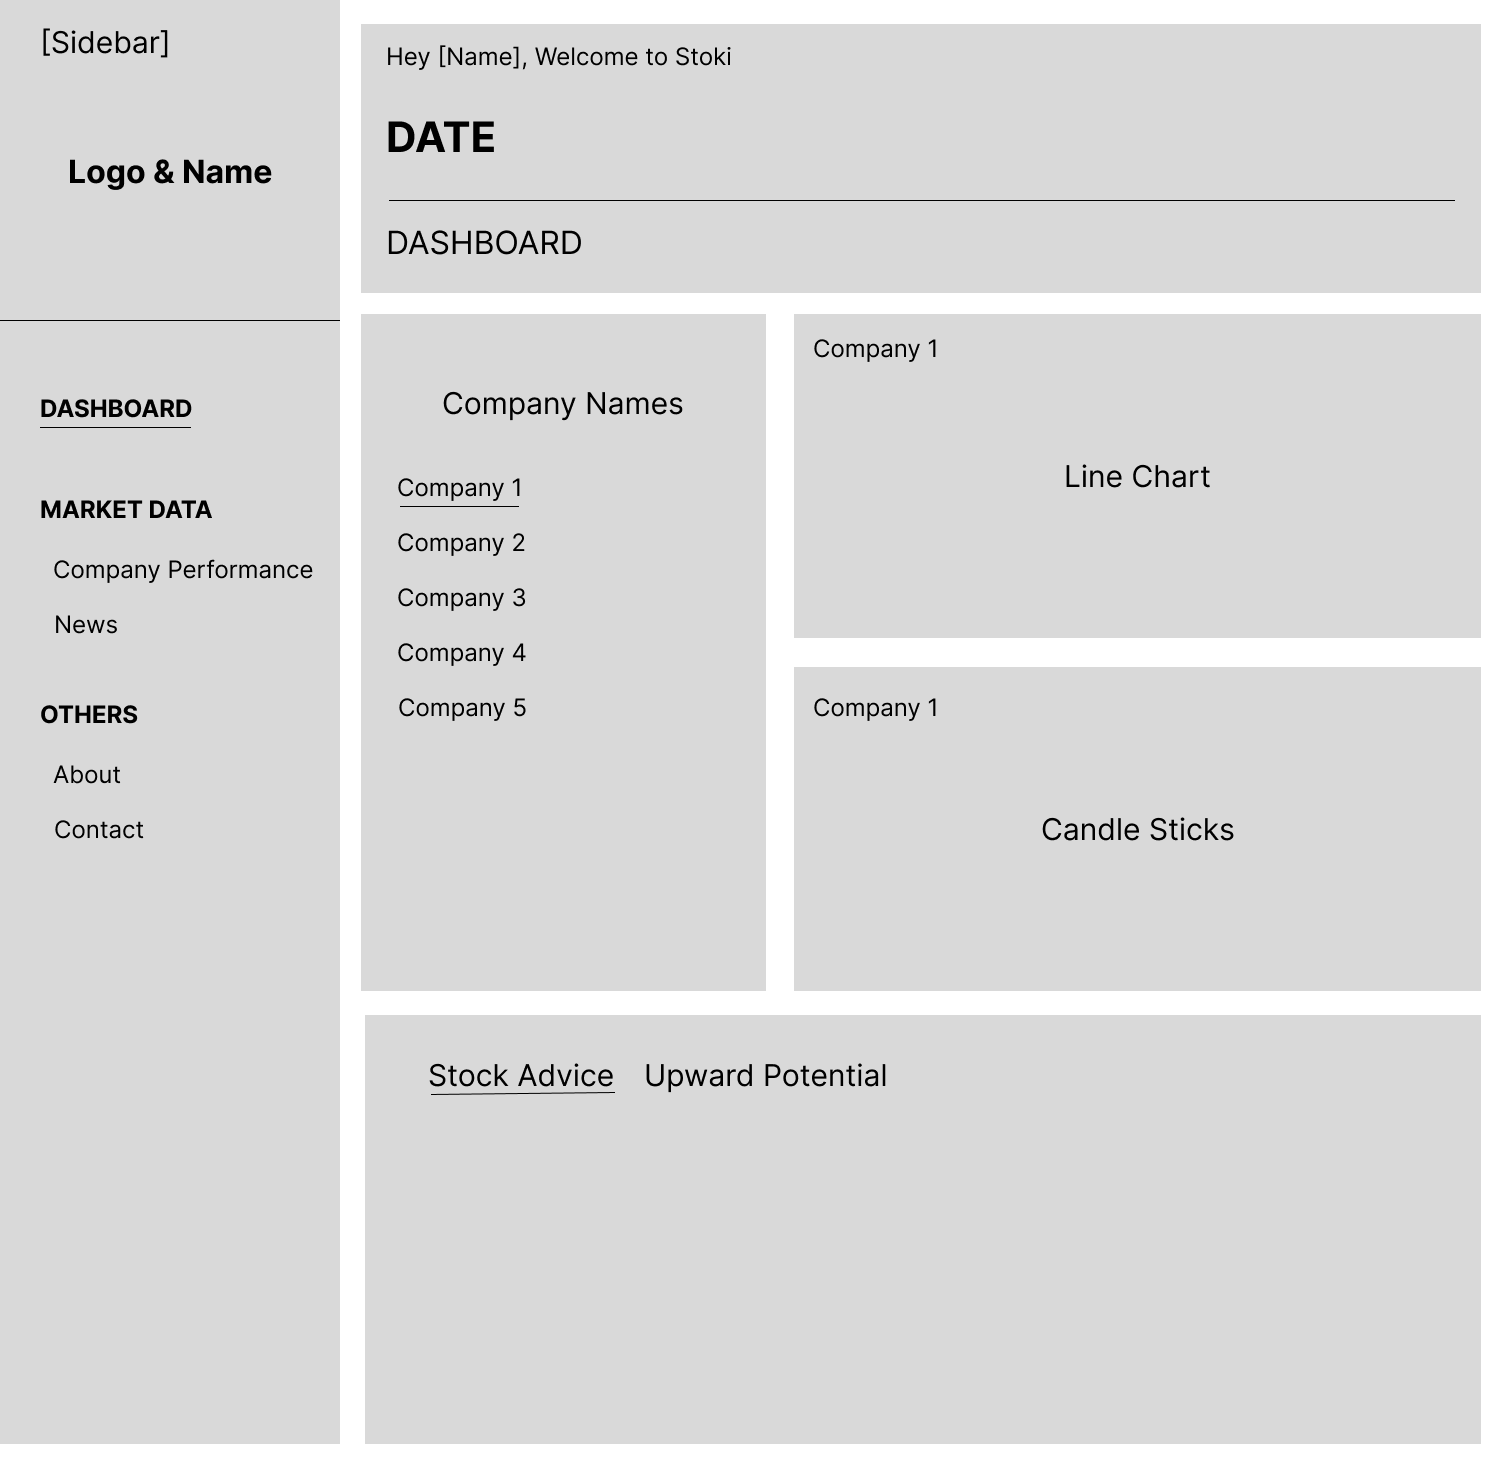 [Sidebar]
Logo & Name
DASHBOARD
MARKET DATA
Company Performance
News
OTHERS
About
Contact
Hey [Name], Welcome to Stoki
DATE
DASHBOARD
Company Names
Company 1
Company 2
Company 3
Company 4
Company 5
Company 1
Line Chart
Company 1
Candle Sticks
Stock Advice Upward Potential